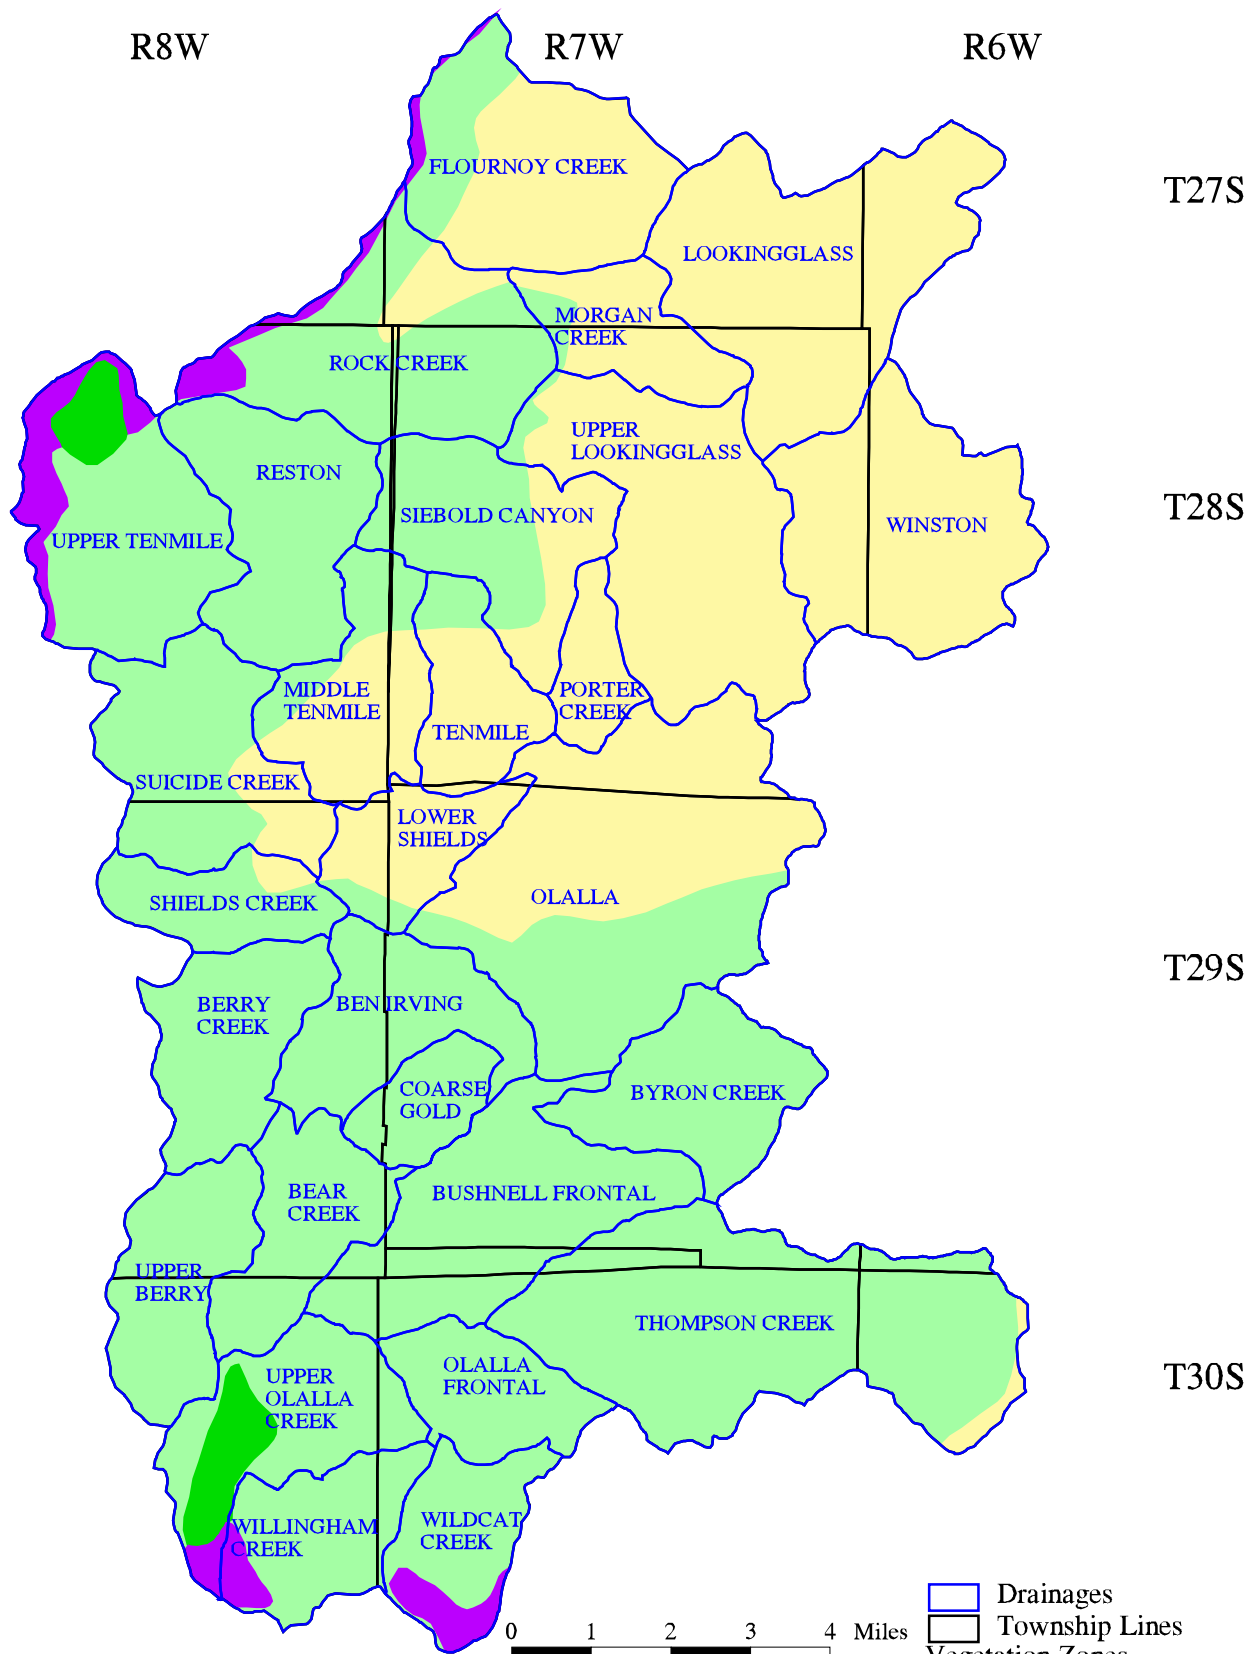 R8W R7W R6W
FLOURNOY CREEK
T27S
LOOKINGGLASS
MORGAN
CREEK
ROCK CREEK
UPPER
LOOKINGGLASS
RESTON
SIEBOLD CANYON
T28S
WINSTON
UPPER TENMILE
MIDDLE
TENMILE
PORTER
CREEK
TENMILE
SUICIDE CREEK
LOWER
SHIELDS
OLALLA
SHIELDS CREEK
T29S
BERRY
CREEK
BEN IRVING
COARSE
GOLD
BYRON CREEK
BEAR
CREEK
BUSHNELL FRONTAL
UPPER
BERRY
THOMPSON CREEK
OLALLA
FRONTAL
T30S
UPPER
OLALLA
CREEK
WILLINGHAM
CREEK
WILDCAT
CREEK
Drainages
Township Lines
Vegetation Zones
0 1 2 3 4 Miles